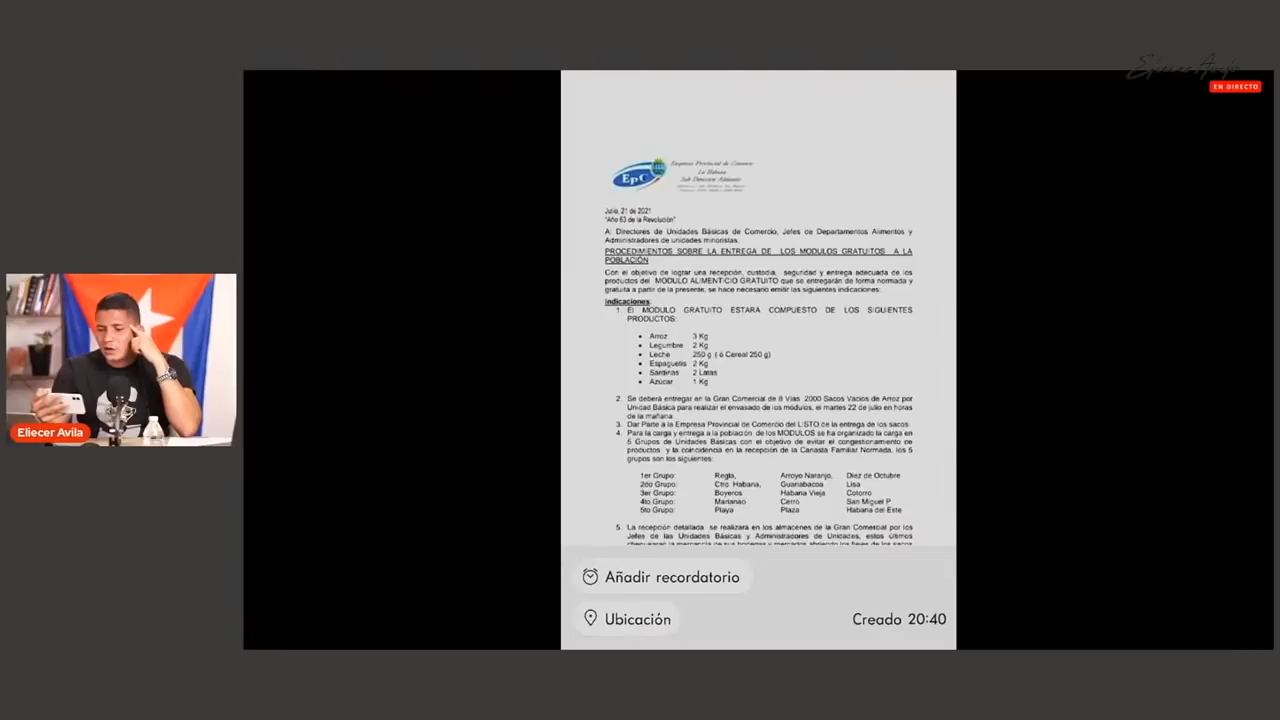 Eliecer Avila
EN DIRECTO
EPC
Empresa Provincial de Comercio
La Habana
Sub Dirección Alimento
Julio, 21 de 2021
"Año 63 de la Revolución"
A: Directores de Unidades Básicas de Comercio, Jefes de Departamentos Alimentos y
Administradores de unidades minoristas.
PROCEDIMIENTOS SOBRE LA ENTREGA DE LOS MODULOS GRATUITOS A LA
POBLACIÓN
Con el objetivo de lograr una recepción, custodia, seguridad y entrega adecuada de los
productos del MODULO ALIMENTICIO GRATUITO que se entregarán de forma normada y
gratuita a partir de la presente, se hace necesario emitir las siguientes indicaciones:
Indicaciones:
1. El MODULO GRATUITO ESTARA COMPUESTO DE LOS SIGUIENTES
PRODUCTOS:
• Arroz 3 Kg
• Legumbre 2 Kg
• Leche 250 g ( ó Cereal 250 g)
• Espaguetis 2 Kg
• Sardinas 2 Latas
• Azúcar 1 Kg
2. Se deberá entregar en la Gran Comercial de 8 Vías 2000 Sacos Vacios de Arroz por
Unidad Básica para realizar el envasado de los módulos, el martes 22 de julio en horas
de la mañana
3. Dar Parte a la Empresa Provincial de Comercio del LISTO de la entrega de los sacos.
4. Para la carga y entrega a la población de los MODULOS se ha organizado la carga en
5 Grupos de Unidades Básicas con el objetivo de evitar el congestionamiento de
productos y la coincidencia en la recepción de la Canasta Familiar Normada, los 5
grupos son los siguientes:
1er Grupo: Regla, Arroyo Naranjo, Diez de Octubre
2do Grupo: Ctro Habana, Guanabacoa Lisa
3er Grupo: Boyeros Habana Vieja Cotorro
4to Grupo: Marianao Cerro San Miguel P
5to Grupo: Playa Plaza Habana del Este
5. La recepción detallada se realizará en los almacenes de la Gran Comercial por los
Jefes de las Unidades Básicas y Administradores de Unidades, estos últimos
Añadir recordatorio
Ubicación
Creado 20:40
Eliecer Avila